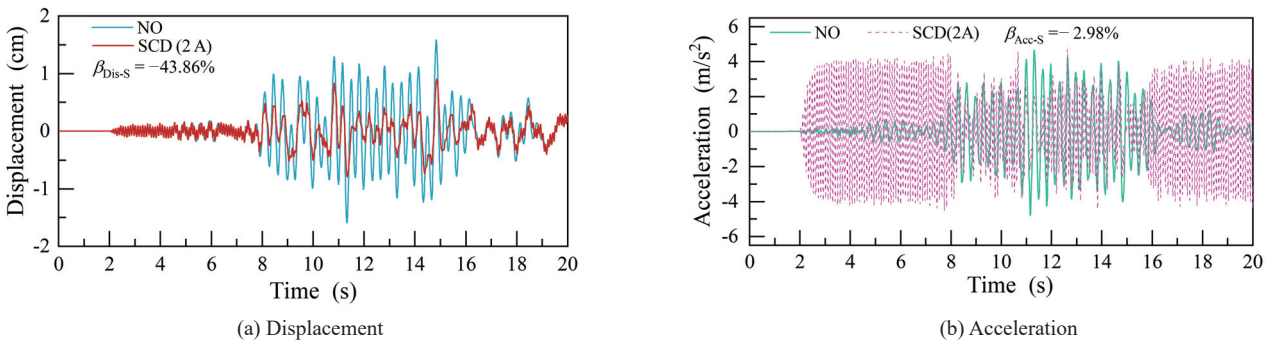 2
1
0
-1
-2
Displacement (cm)
NO
SCD (2 A)
βDis-S = −43.86%
0 2 4 6 8 10 12 14 16 18 20
Time (s)
(a) Displacement
6
4
2
0
-2
-4
-6
Acceleration (m/s²)
NO SCD(2A) βAcc-S =− 2.98%
0 2 4 6 8 10 12 14 16 18 20
Time (s)
(b) Acceleration